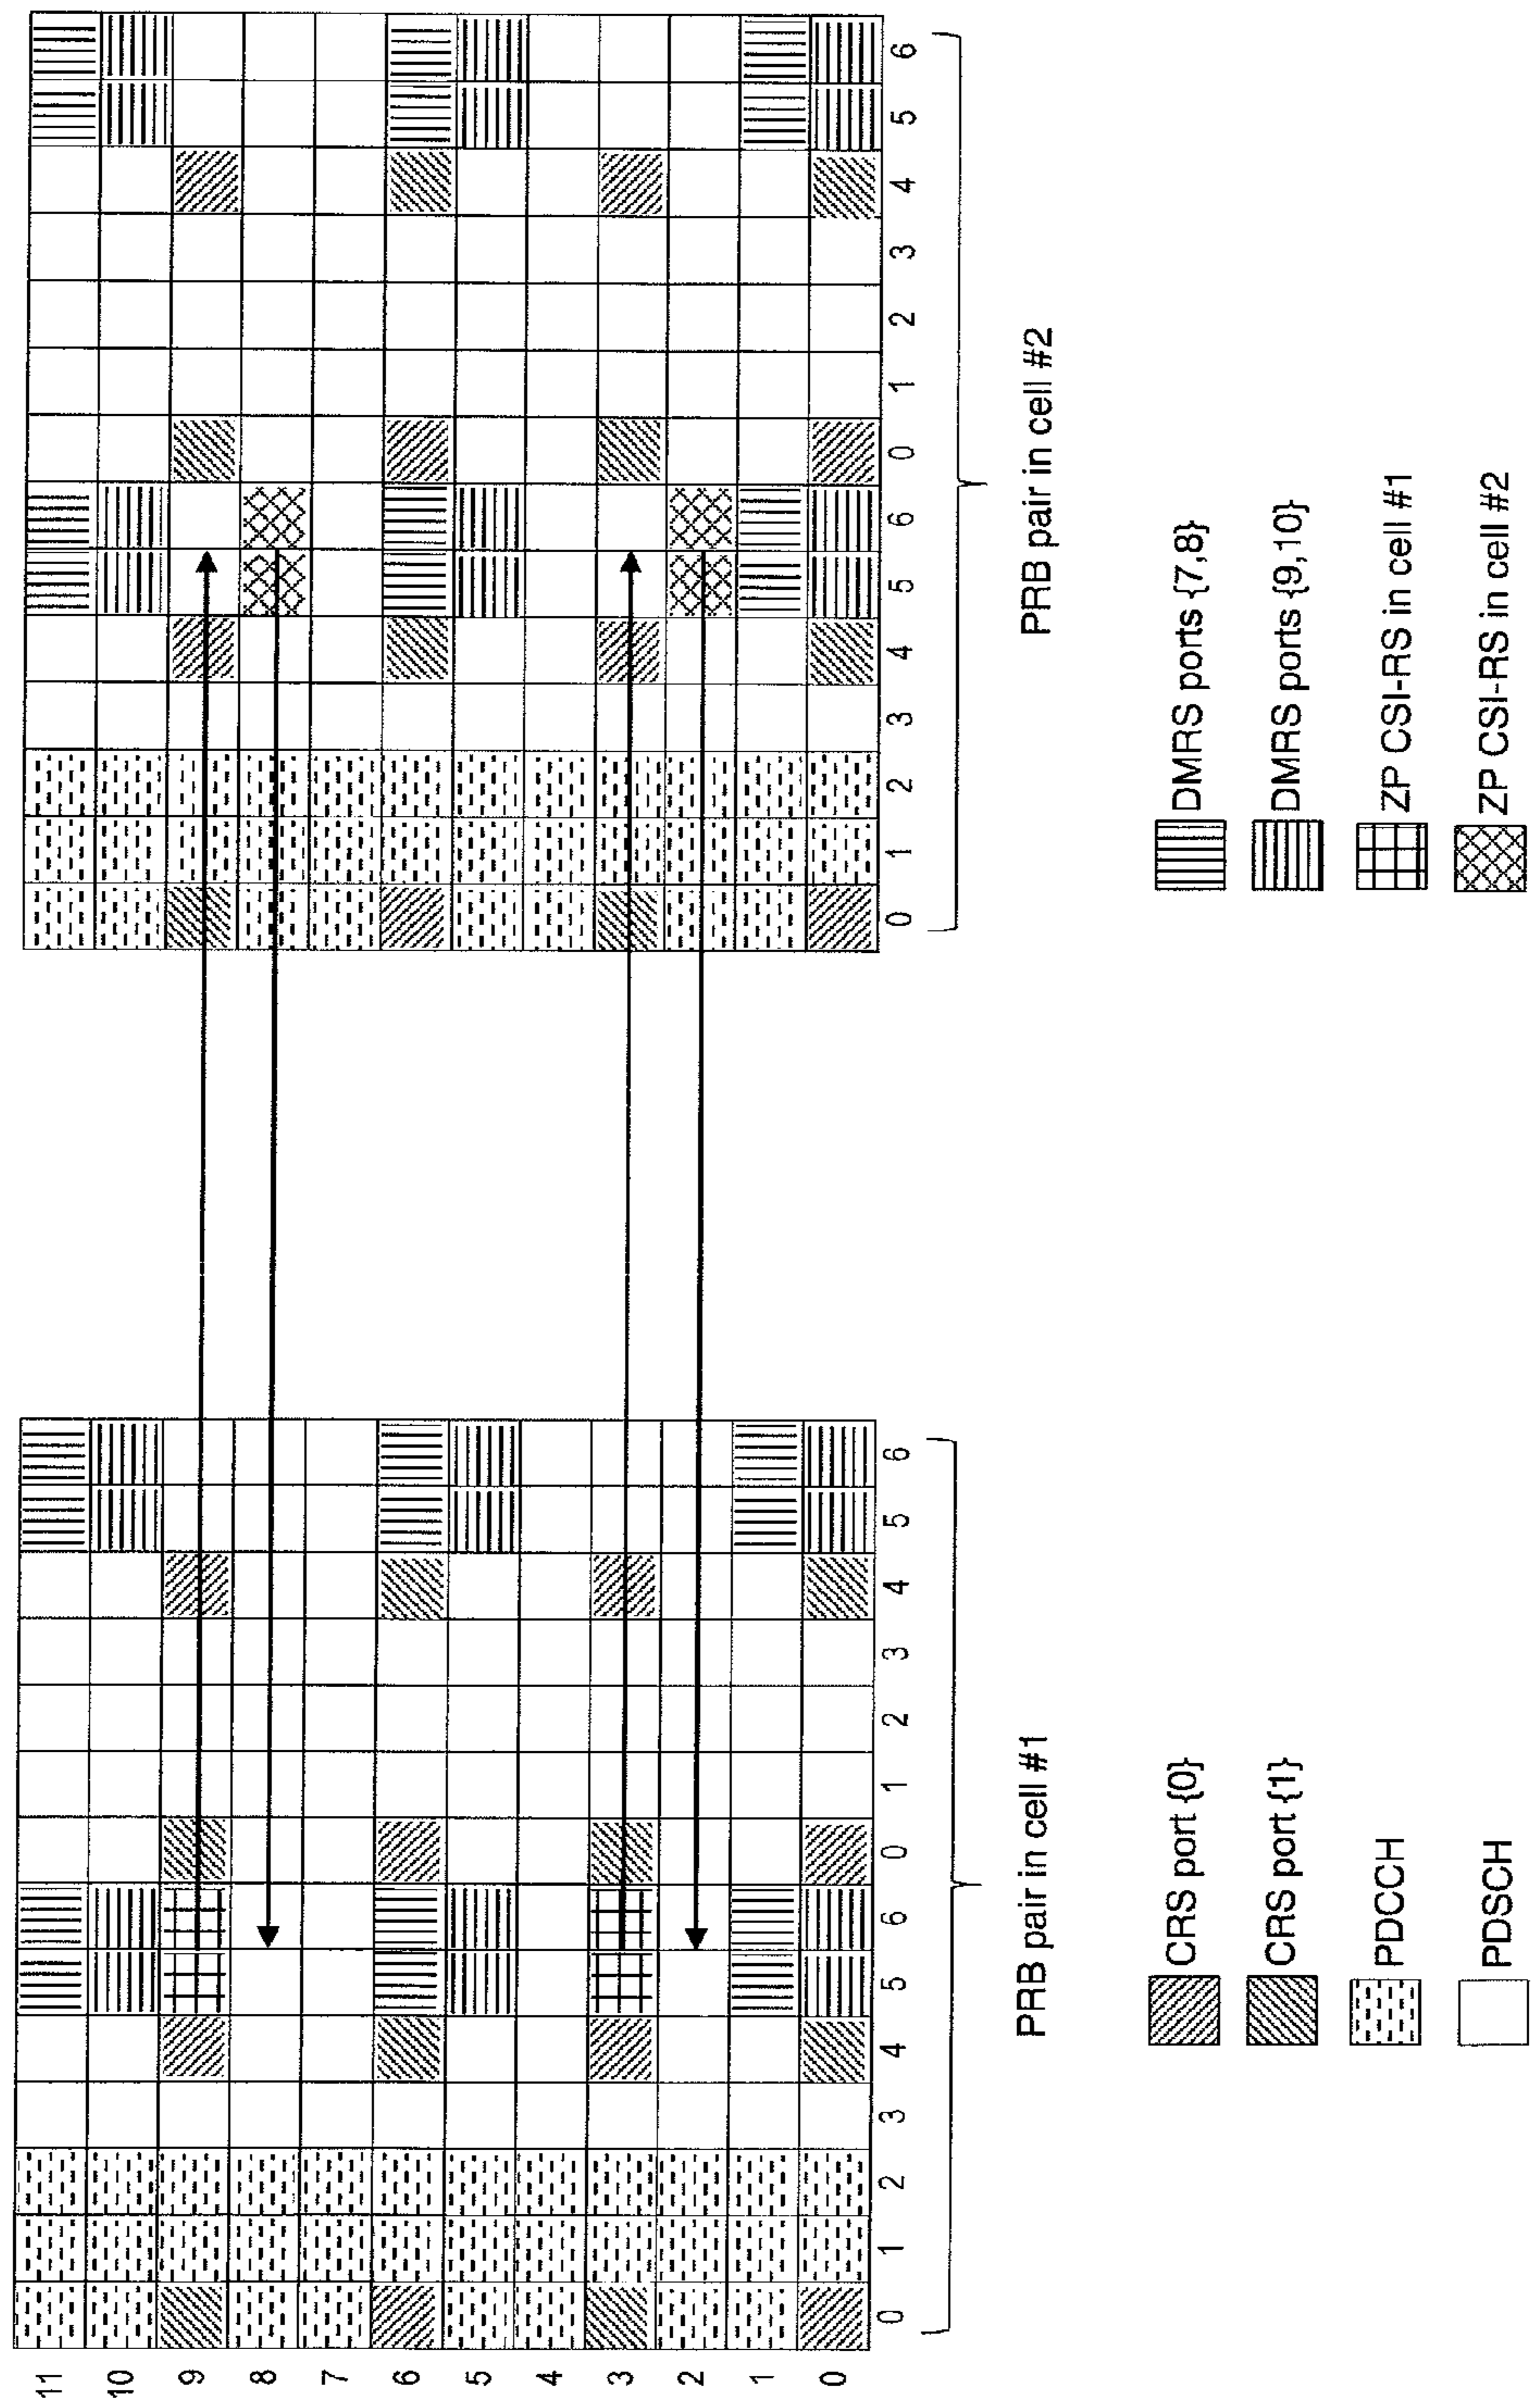 11
10
9
8
7
6
5
4
3
2
1
0
0 1 2 3 4 5 6 0 1 2 3 4 5 6
PRB pair in cell #1
0 1 2 3 4 5 6 0 1 2 3 4 5 6
PRB pair in cell #2
CRS port {0}
CRS port {1}
PDCCH
PDSCH
DMRS ports {7,8}
DMRS ports {9,10}
ZP CSI-RS in cell #1
ZP CSI-RS in cell #2